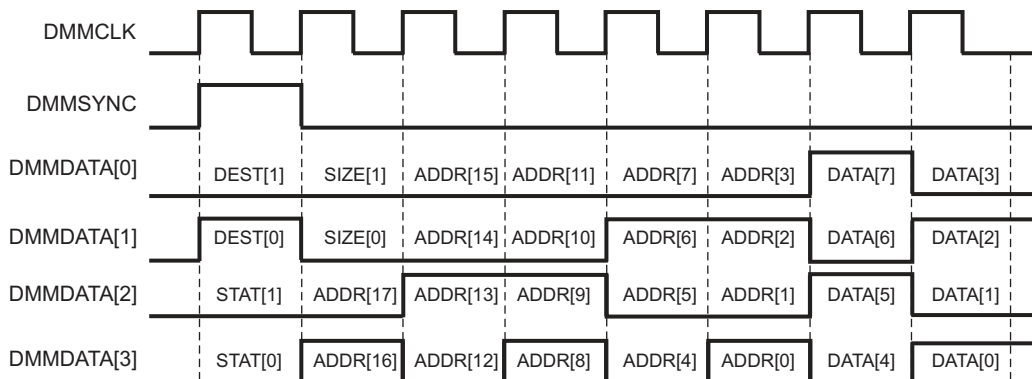 DMMCLK
DMMSYNC
DMMDATA[0] DEST[1] SIZE[1] ADDR[15] ADDR[11] ADDR[7] ADDR[3] DATA[7] DATA[3]
DMMDATA[1] DEST[0] SIZE[0] ADDR[14] ADDR[10] ADDR[6] ADDR[2] DATA[6] DATA[2]
DMMDATA[2] STAT[1] ADDR[17] ADDR[13] ADDR[9] ADDR[5] ADDR[1] DATA[5] DATA[1]
DMMDATA[3] STAT[0] ADDR[16] ADDR[12] ADDR[8] ADDR[4] ADDR[0] DATA[4] DATA[0]